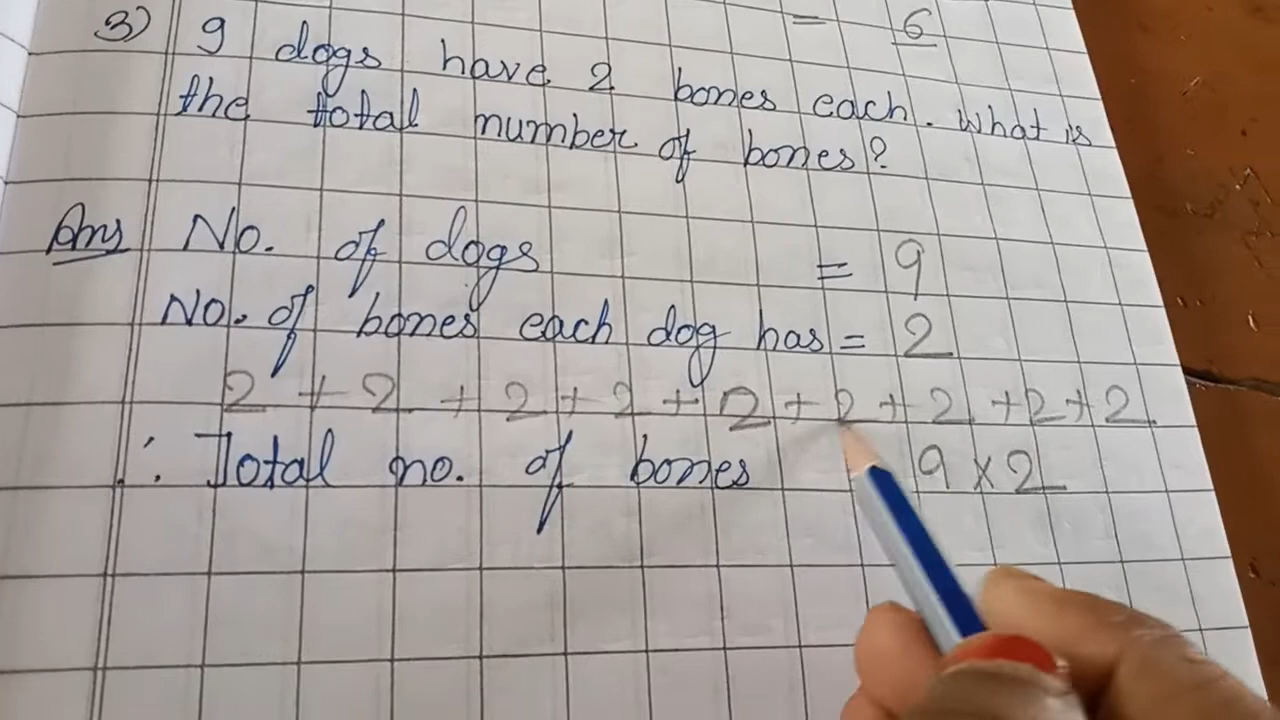 = 6
3) 9 dogs have 2 bones each. What is
the total number of bones?
Ans No. of dogs = 9
No. of bones each dog has = 2
2 + 2 + 2 + 2 + 2 + 2 + 2 + 2 + 2
∴ Total no. of bones 9 × 2